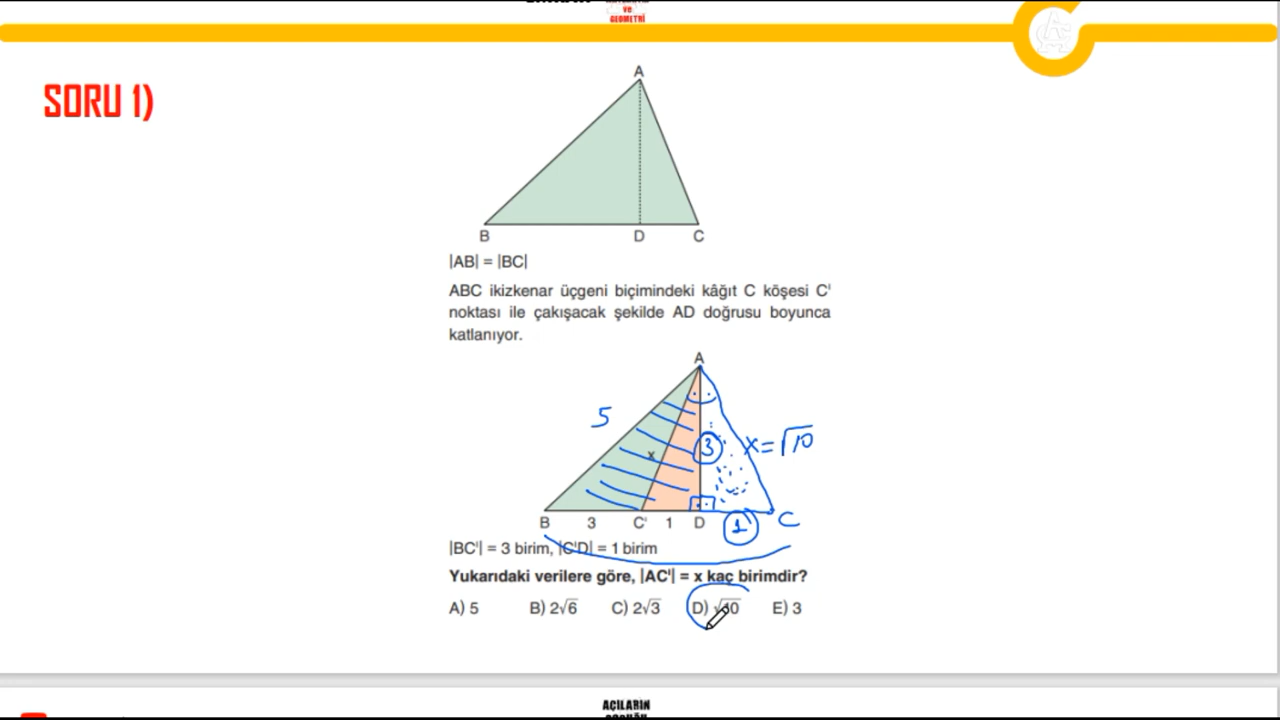 ve
GEOMETRİ
SORU 1)
A
B D C
|AB| = |BC|
ABC ikizkenar üçgeni biçimindeki kâğıt C köşesi C'
noktası ile çakışacak şekilde AD doğrusu boyunca
katlanıyor.
A
5
x 3 x=√10
B 3 C' 1 D 1 C
|BC'| = 3 birim, |C'D| = 1 birim
Yukarıdaki verilere göre, |AC'| = x kaç birimdir?
A) 5 B) 2√6 C) 2√3 D) √10 E) 3
AÇILARIN